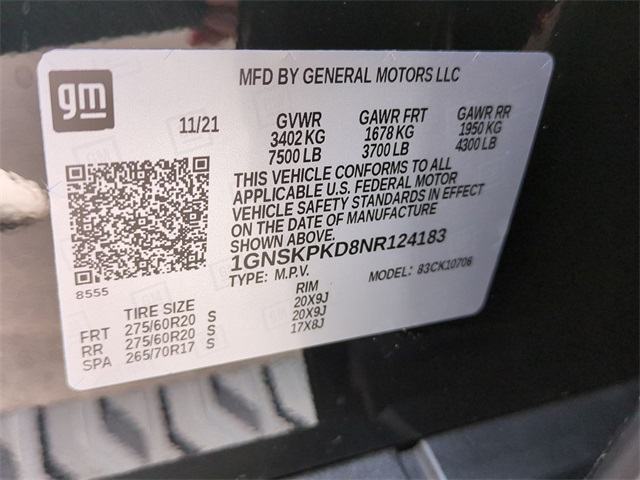 gm
MFD BY GENERAL MOTORS LLC
11/21 GVWR GAWR FRT GAWR RR
3402 KG 1678 KG 1950 KG
7500 LB 3700 LB 4300 LB
THIS VEHICLE CONFORMS TO ALL
APPLICABLE U.S. FEDERAL MOTOR
VEHICLE SAFETY STANDARDS IN EFFECT
ON THE DATE OF MANUFACTURE
SHOWN ABOVE.
1GNSKPKD8NR124183
TYPE: M.P.V. MODEL: 83CK10706
8555
TIRE SIZE RIM
FRT 275/60R20 S 20X9J
RR 275/60R20 S 20X9J
SPA 265/70R17 S 17X8J